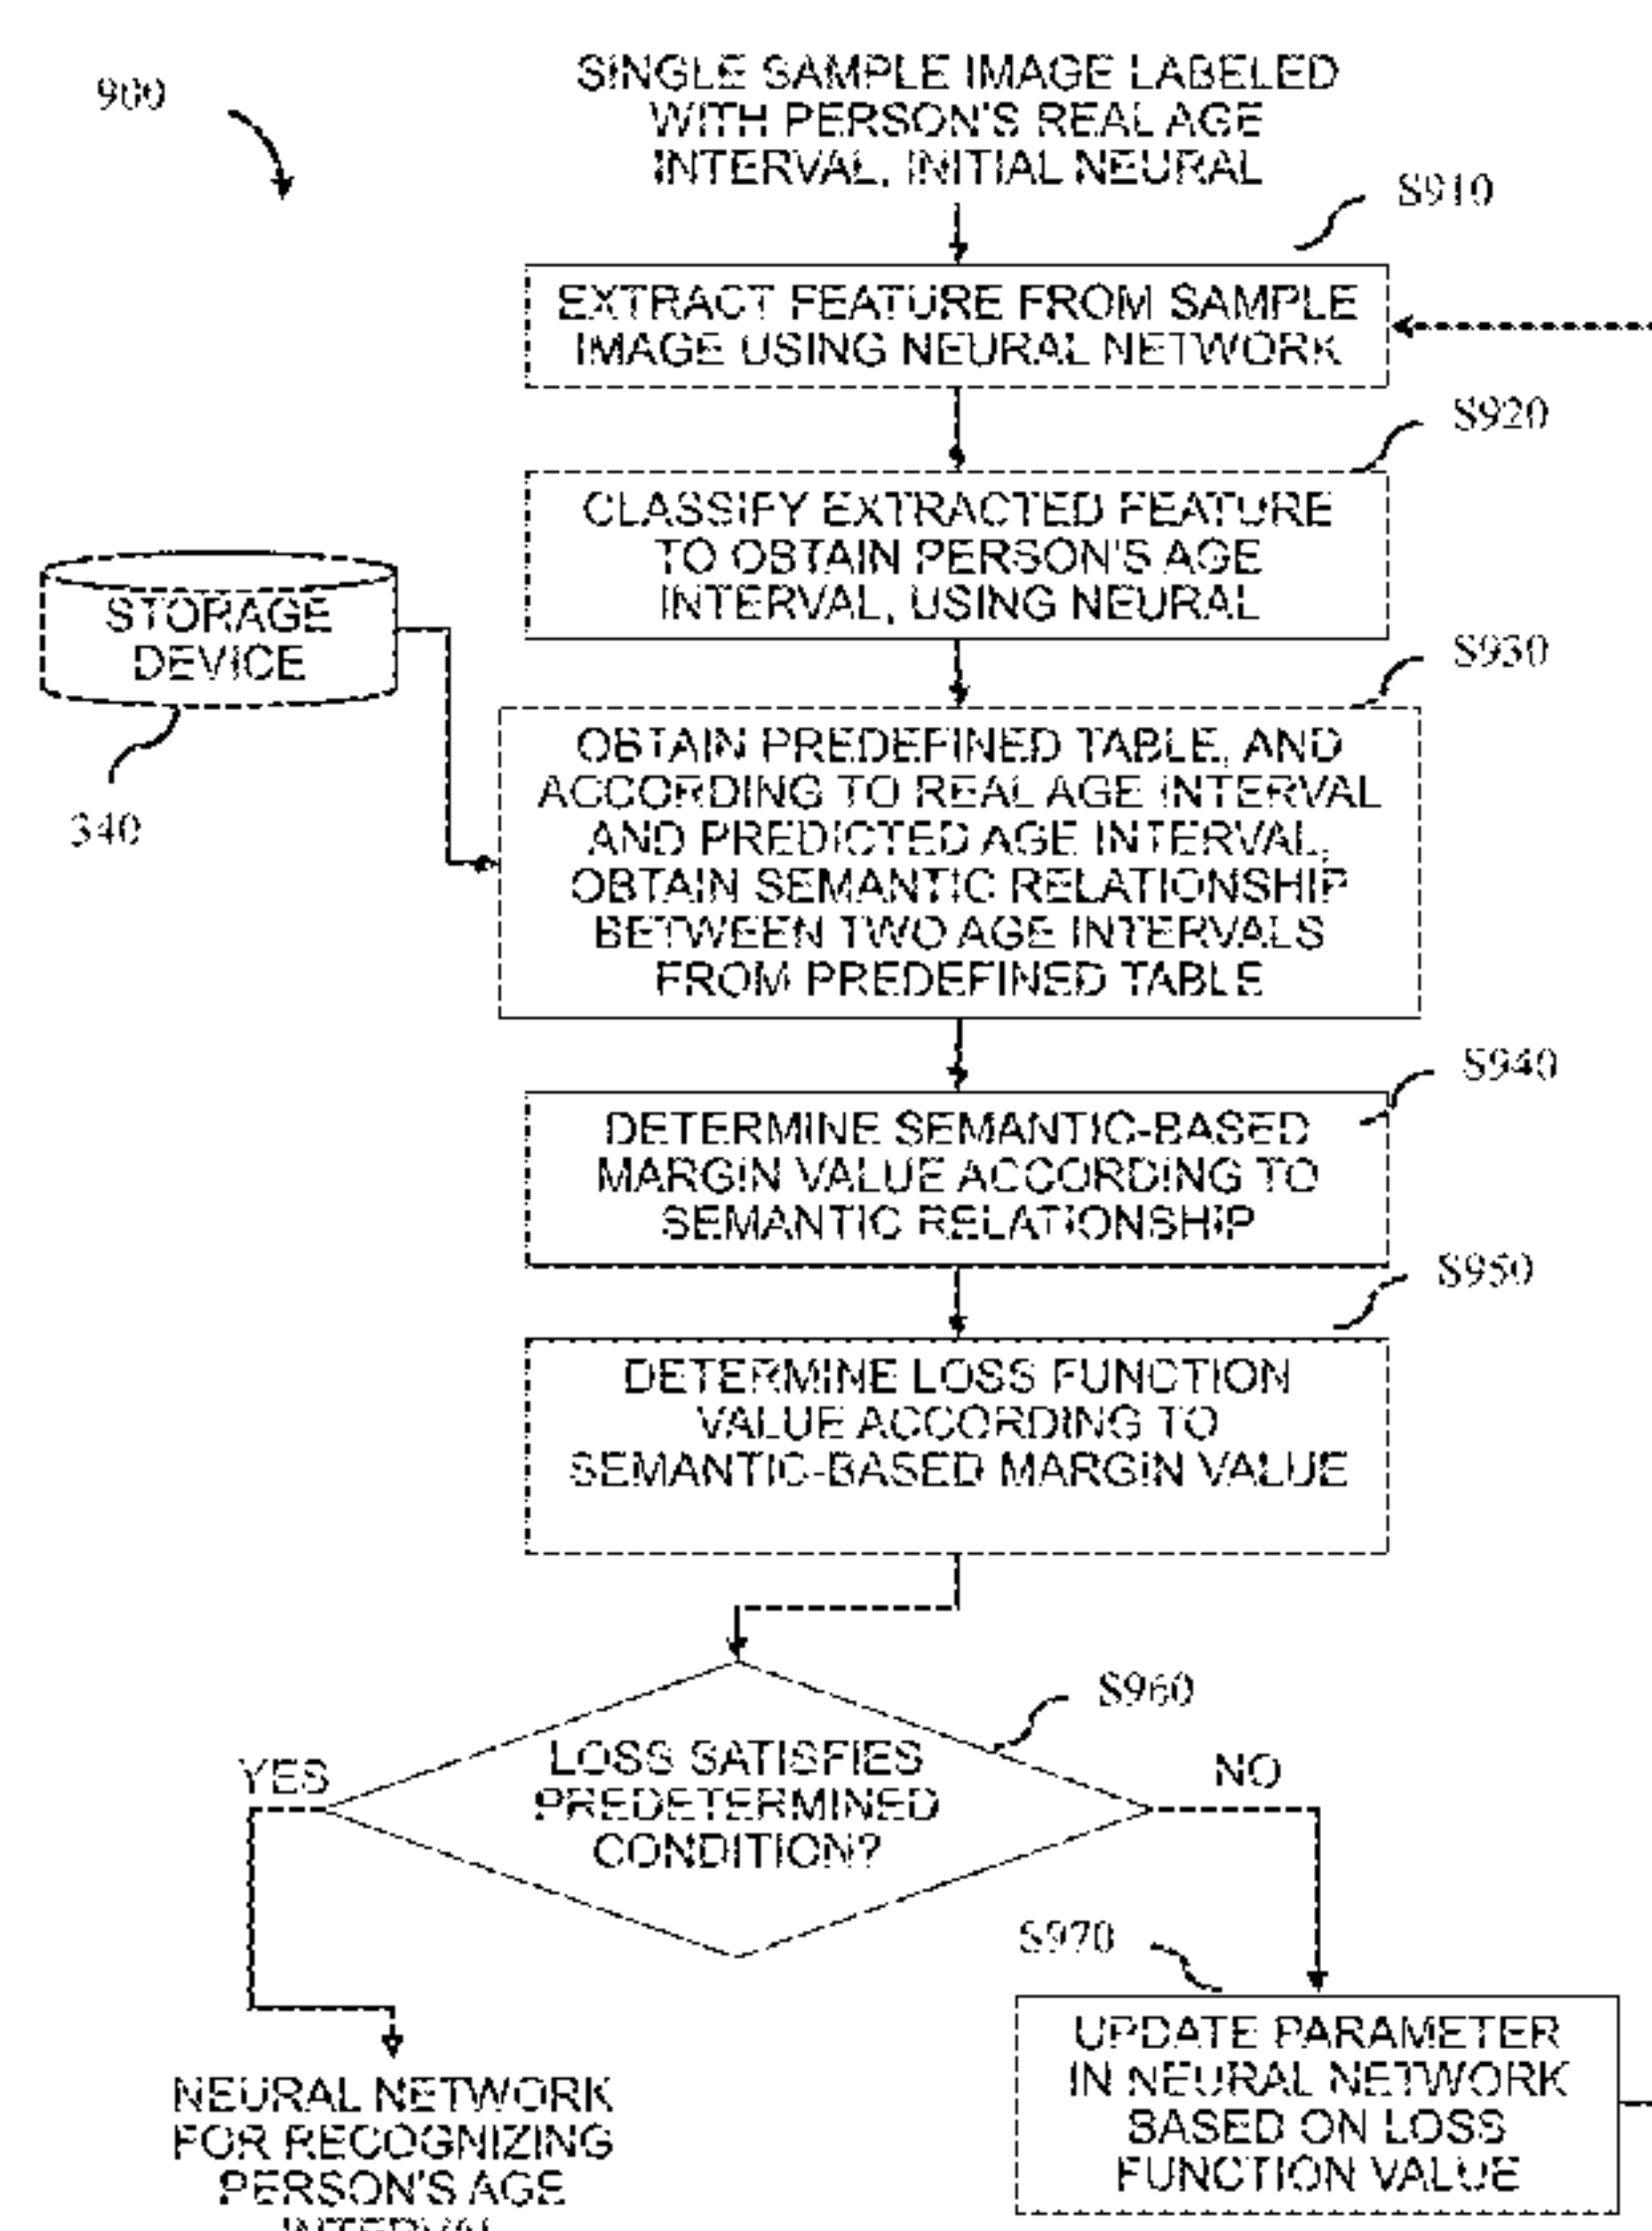 900
SINGLE SAMPLE IMAGE LABELED
WITH PERSON'S REAL AGE
INTERVAL, INITIAL NEURAL
S910
EXTRACT FEATURE FROM SAMPLE
IMAGE USING NEURAL NETWORK
S920
CLASSIFY EXTRACTED FEATURE
TO OBTAIN PERSON'S AGE
INTERVAL, USING NEURAL
STORAGE
DEVICE
340
S930
OBTAIN PREDEFINED TABLE, AND
ACCORDING TO REAL AGE INTERVAL
AND PREDICTED AGE INTERVAL,
OBTAIN SEMANTIC RELATIONSHIP
BETWEEN TWO AGE INTERVALS
FROM PREDEFINED TABLE
S940
DETERMINE SEMANTIC-BASED
MARGIN VALUE ACCORDING TO
SEMANTIC RELATIONSHIP
S950
DETERMINE LOSS FUNCTION
VALUE ACCORDING TO
SEMANTIC-BASED MARGIN VALUE
S960
LOSS SATISFIES
PREDETERMINED
CONDITION?
YES
NO
S970
UPDATE PARAMETER
IN NEURAL NETWORK
BASED ON LOSS
FUNCTION VALUE
NEURAL NETWORK
FOR RECOGNIZING
PERSON'S AGE
INTERVAL